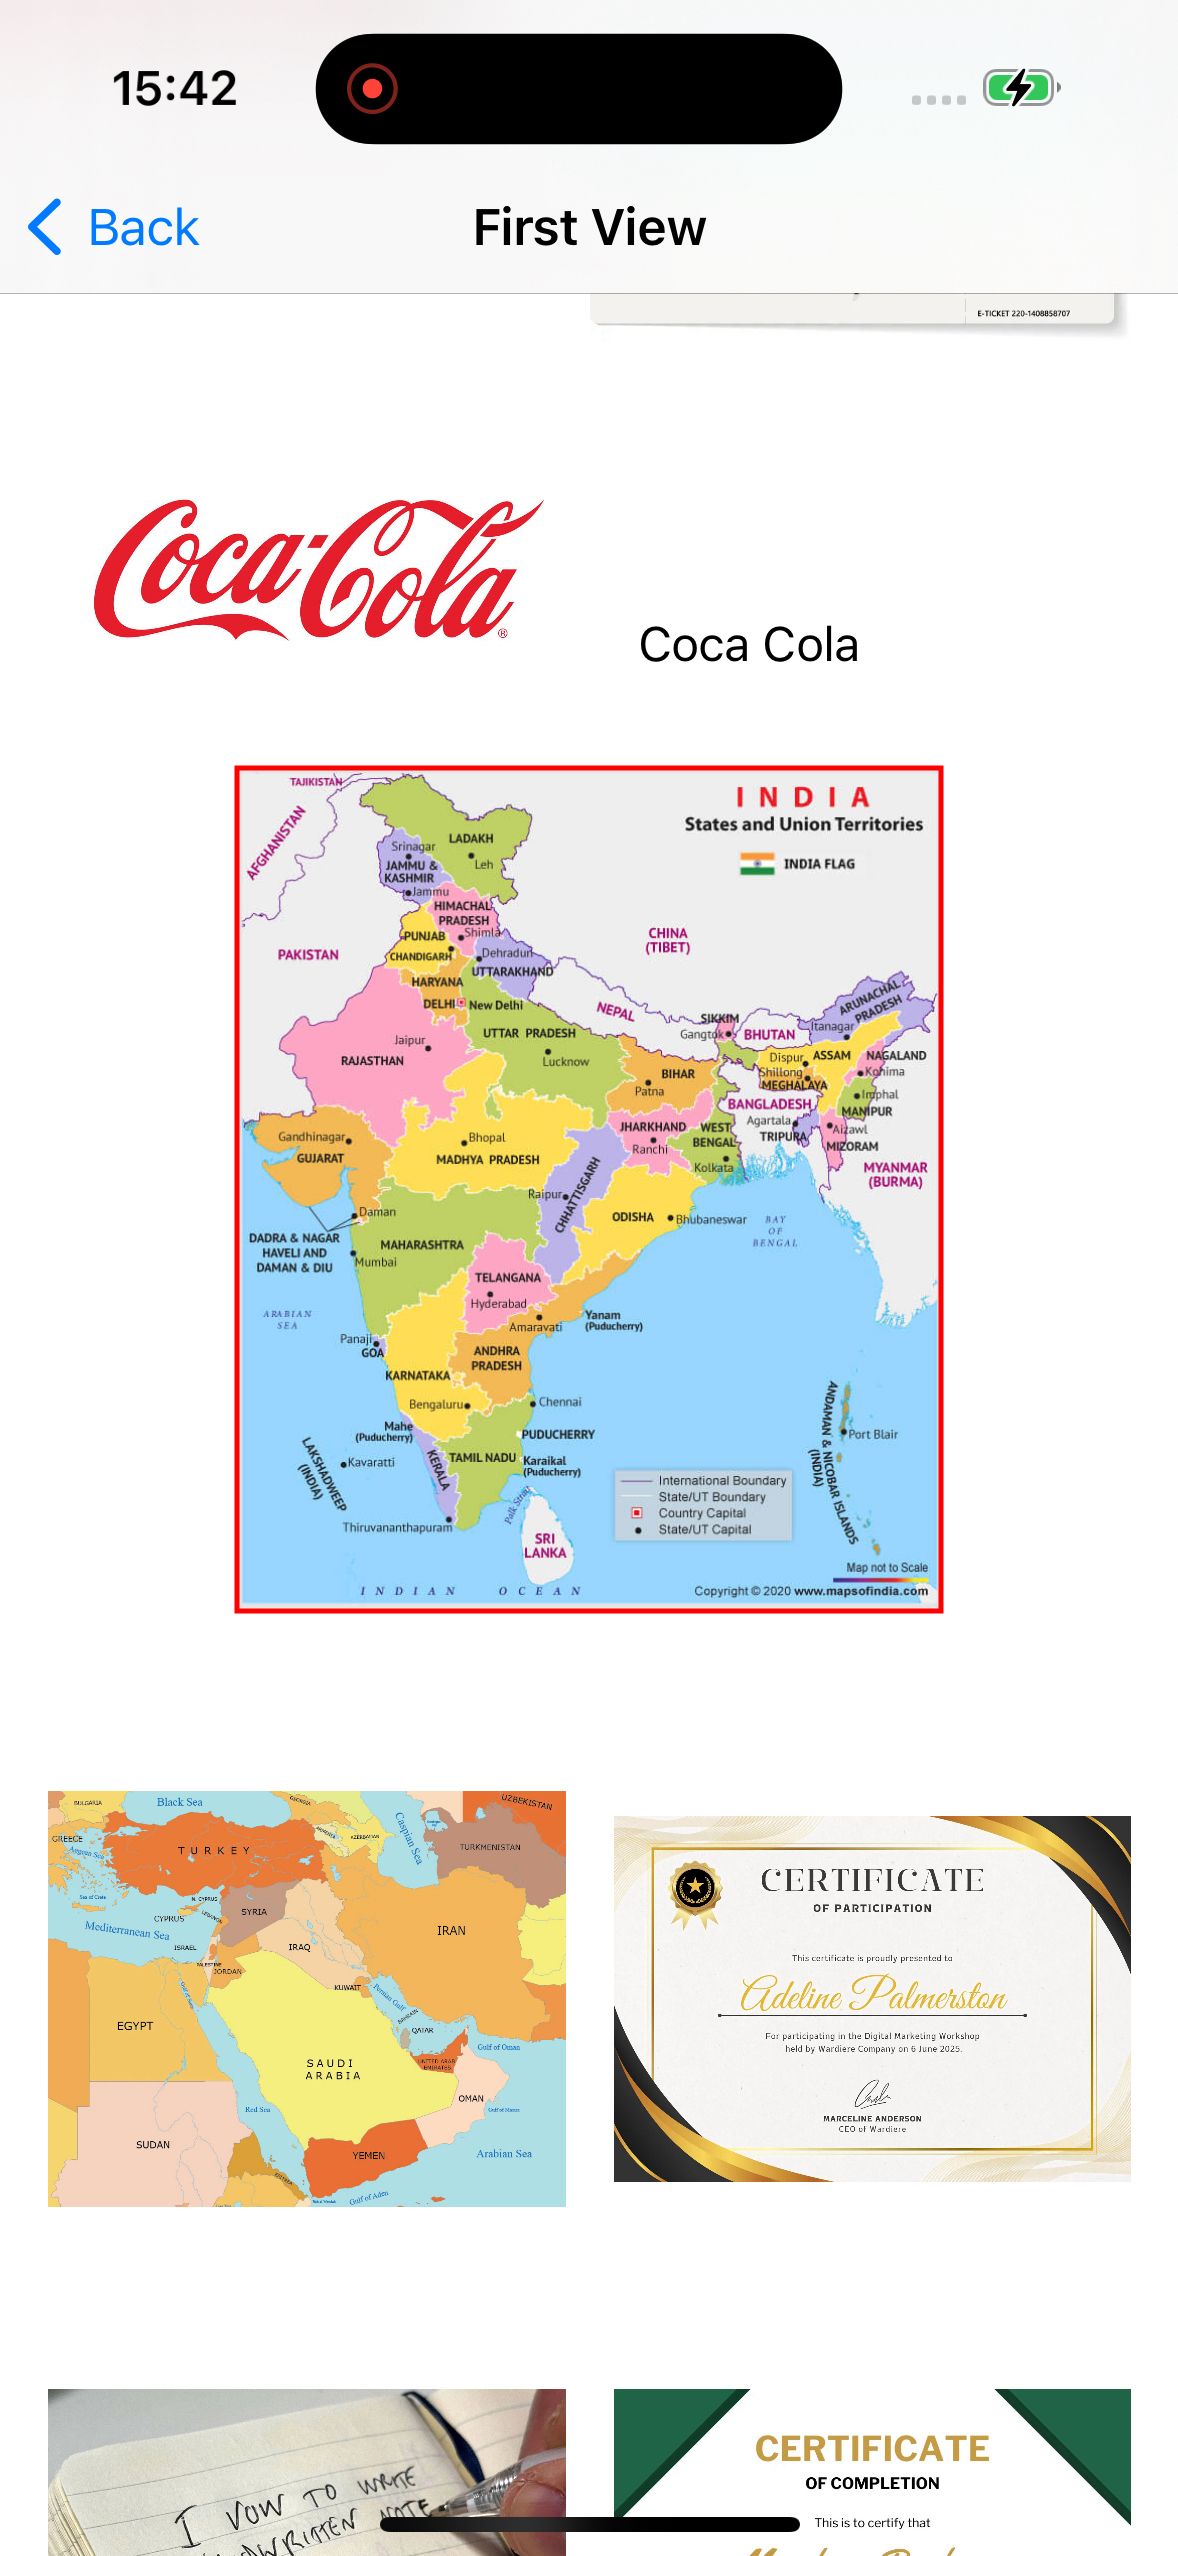 15:42
Back
First View
E-TICKET 220-1408858707
Coca-Cola
®
Coca Cola
INDIA
States and Union Territories
INDIA FLAG
TAJIKISTAN
AFGHANISTAN
PAKISTAN
CHINA
(TIBET)
NEPAL
BHUTAN
BANGLADESH
MYANMAR
(BURMA)
SRI
LANKA
LADAKH
Leh
Srinagar
JAMMU &
KASHMIR
Jammu
HIMACHAL
PRADESH
Shimla
PUNJAB
CHANDIGARH
Dehradun
UTTARAKHAND
HARYANA
DELHI
New Delhi
UTTAR PRADESH
Lucknow
Jaipur
RAJASTHAN
SIKKIM
Gangtok
ARUNACHAL
PRADESH
Itanagar
Dispur
ASSAM
NAGALAND
Shillong
Kohima
MEGHALAYA
Imphal
MANIPUR
Agartala
TRIPURA
Aizawl
MIZORAM
BIHAR
Patna
JHARKHAND
Ranchi
WEST
BENGAL
Kolkata
Gandhinagar
GUJARAT
Bhopal
MADHYA PRADESH
Raipur
CHHATTISGARH
ODISHA
Bhubaneswar
BAY
OF
BENGAL
Daman
DADRA & NAGAR
HAVELI AND
DAMAN & DIU
MAHARASHTRA
Mumbai
TELANGANA
Hyderabad
ARABIAN
SEA
Amaravati
Yanam
(Puducherry)
Panaji
GOA
ANDHRA
PRADESH
KARNATAKA
Bengaluru
Chennai
Mahe
(Puducherry)
PUDUCHERRY
LAKSHADWEEP
(INDIA)
Kavaratti
KERALA
TAMIL NADU
Karaikal
(Puducherry)
Palk Strait
Thiruvananthapuram
ANDAMAN & NICOBAR ISLANDS
(INDIA)
Port Blair
International Boundary
State/UT Boundary
Country Capital
State/UT Capital
INDIAN OCEAN
Map not to Scale
Copyright © 2020 www.mapsofindia.com
BULGARIA
Black Sea
GEORGIA
UZBEKISTAN
GREECE
Aegean Sea
TURKEY
AZERBAIJAN
Caspian Sea
TURKMENISTAN
Sea of Crete
N. CYPRUS
CYPRUS
LEBANON
SYRIA
Mediterranean Sea
ISRAEL
PALESTINE
JORDAN
IRAQ
IRAN
KUWAIT
Persian Gulf
BAHRAIN
QATAR
EGYPT
SAUDI
ARABIA
UNITED ARAB
EMIRATES
Gulf of Oman
OMAN
Red Sea
SUDAN
YEMEN
Arabian Sea
ERITREA
Gulf of Aden
CERTIFICATE
OF PARTICIPATION
This certificate is proudly presented to
Adeline Palmerston
For participating in the Digital Marketing Workshop
held by Wardiere Company on 6 June 2025.
MARCELINE ANDERSON
CEO of Wardiere
I VOW TO WRITE
CERTIFICATE
OF COMPLETION
This is to certify that